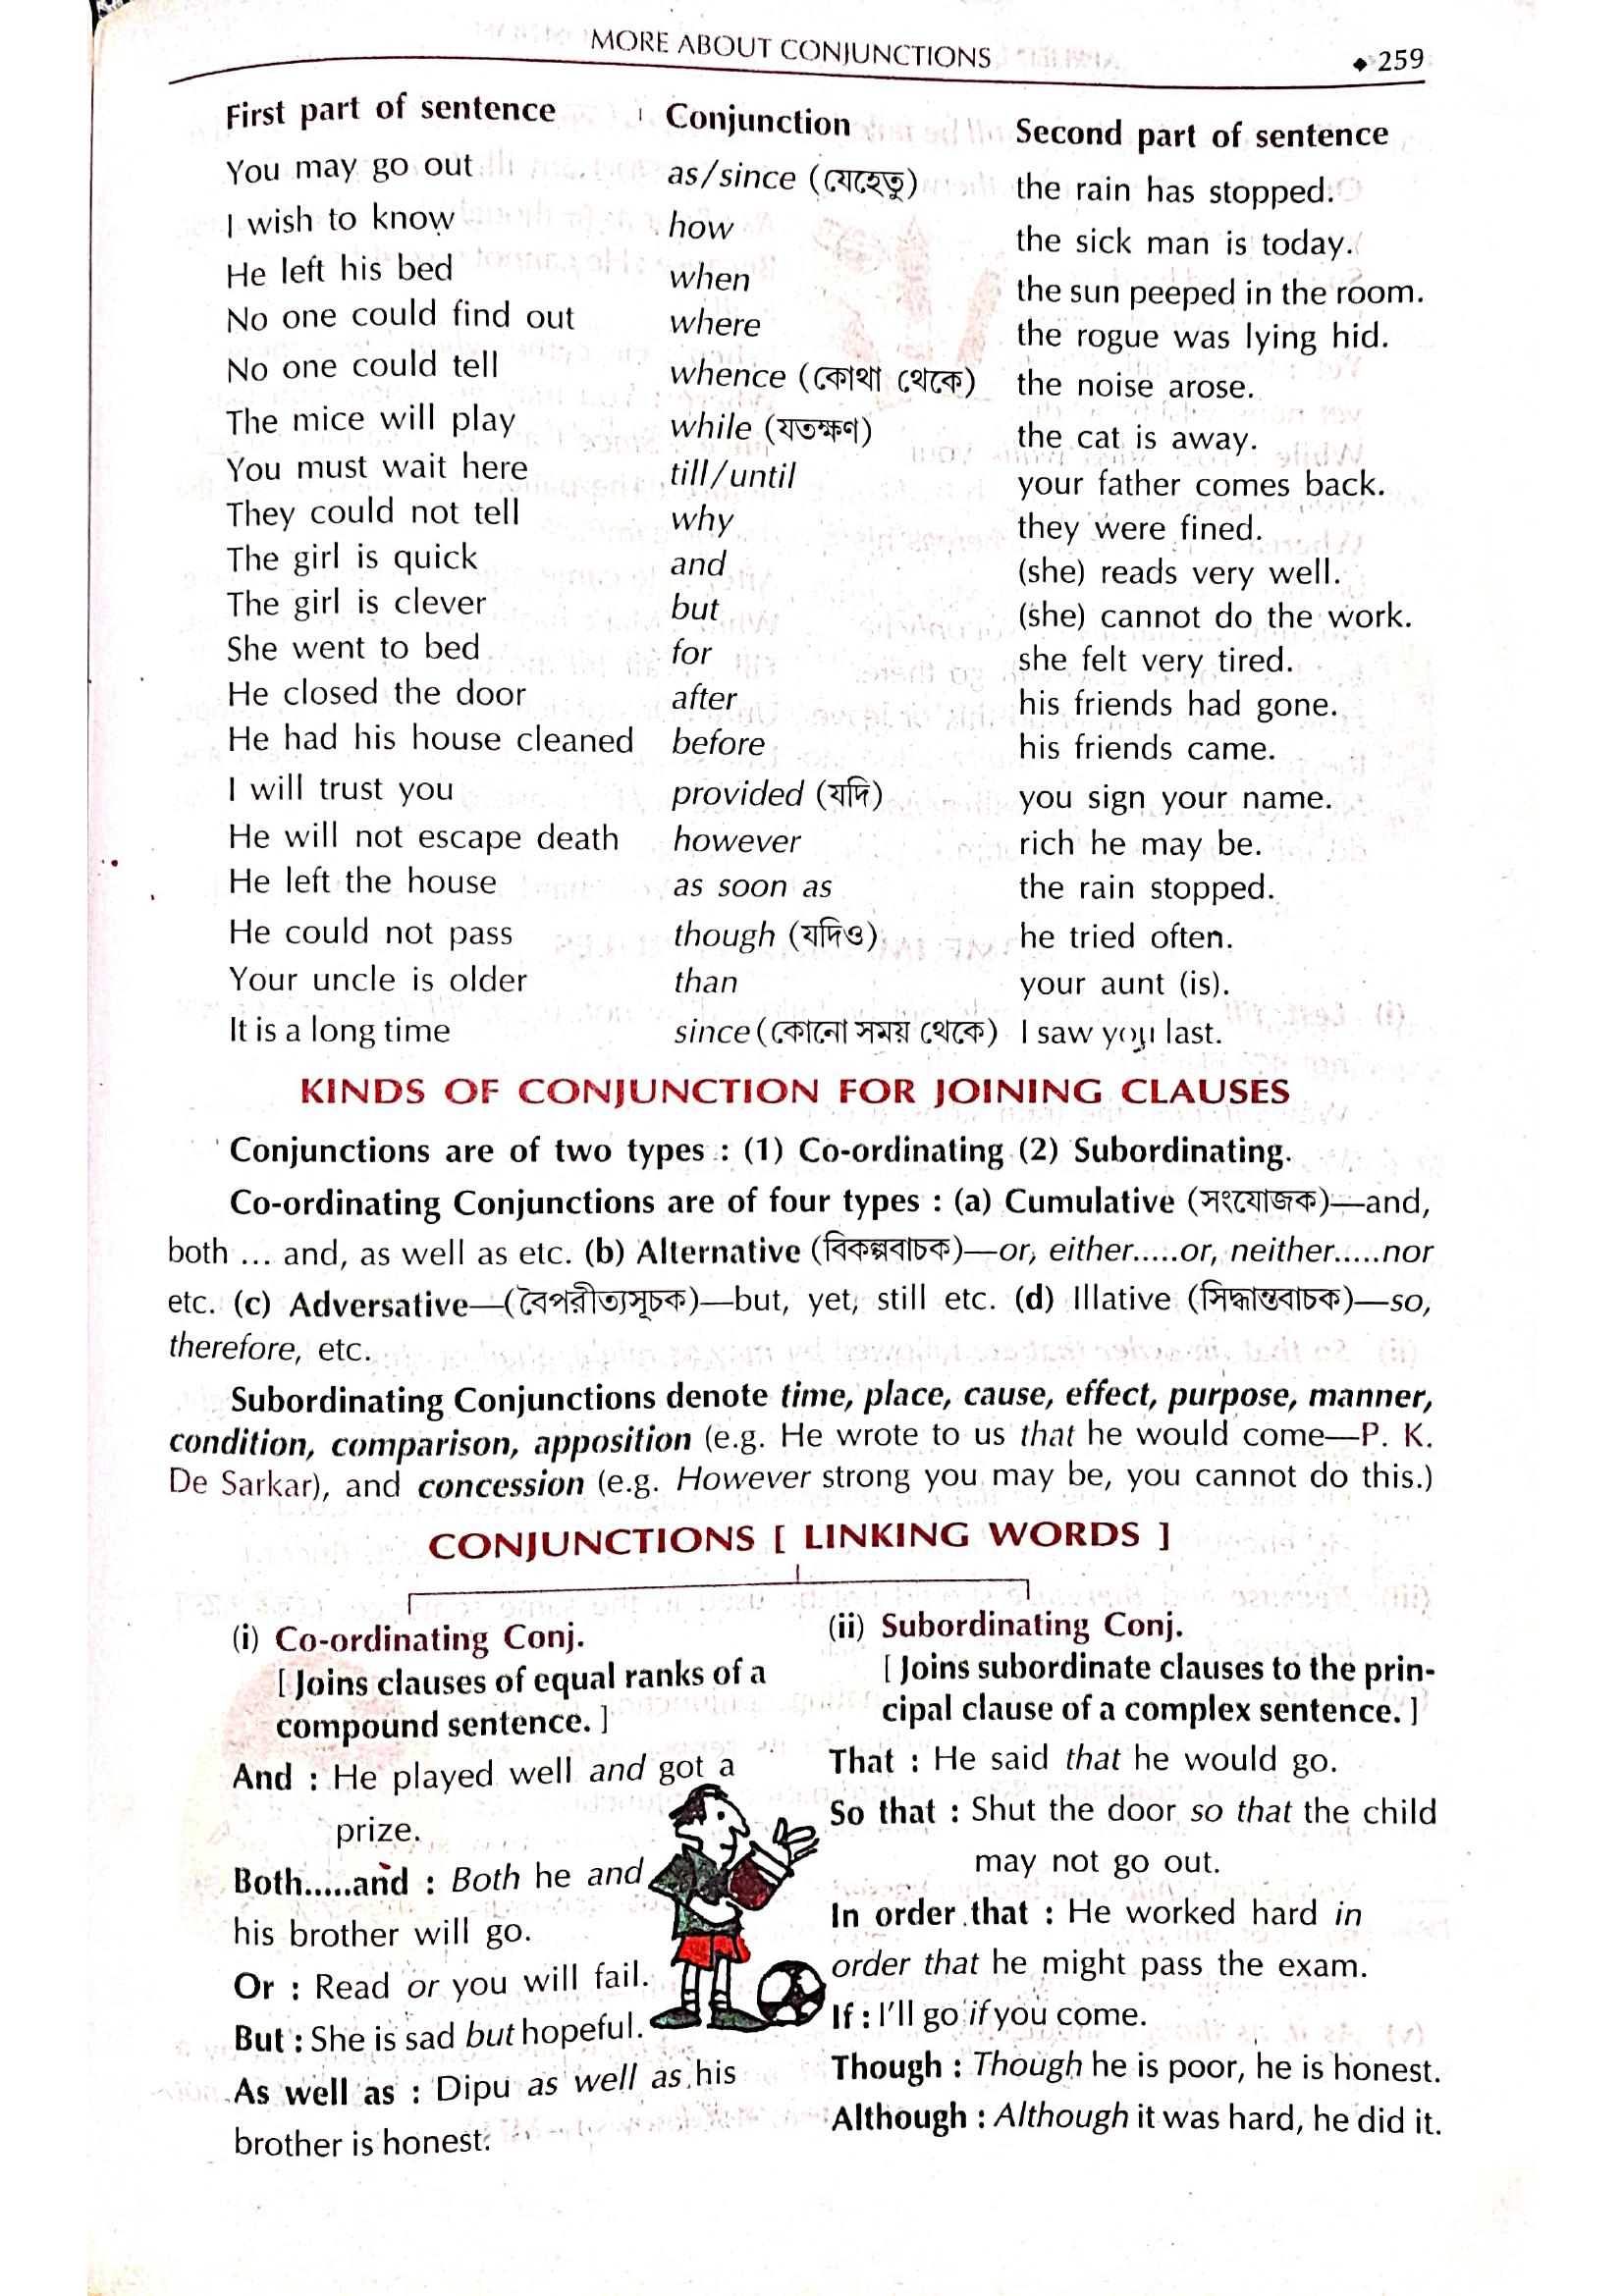 MORE ABOUT CONJUNCTIONS ◆ 259
First part of sentence Conjunction Second part of sentence
You may go out as/since (যেহেতু) the rain has stopped.
I wish to know how the sick man is today.
He left his bed when the sun peeped in the room.
No one could find out where the rogue was lying hid.
No one could tell whence (কোথা থেকে) the noise arose.
The mice will play while (যতক্ষণ) the cat is away.
You must wait here till/until your father comes back.
They could not tell why they were fined.
The girl is quick and (she) reads very well.
The girl is clever but (she) cannot do the work.
She went to bed for she felt very tired.
He closed the door after his friends had gone.
He had his house cleaned before his friends came.
I will trust you provided (যদি) you sign your name.
He will not escape death however rich he may be.
He left the house as soon as the rain stopped.
He could not pass though (যদিও) he tried often.
Your uncle is older than your aunt (is).
It is a long time since (কোনো সময় থেকে) I saw you last.
KINDS OF CONJUNCTION FOR JOINING CLAUSES
Conjunctions are of two types : (1) Co-ordinating (2) Subordinating.
Co-ordinating Conjunctions are of four types : (a) Cumulative (সংযোজক)—and,
both ... and, as well as etc. (b) Alternative (বিকল্পবাচক)—or, either.....or, neither.....nor
etc. (c) Adversative—(বৈপরীত্যসূচক)—but, yet, still etc. (d) Illative (সিদ্ধান্তবাচক)—so,
therefore, etc.
Subordinating Conjunctions denote time, place, cause, effect, purpose, manner,
condition, comparison, apposition (e.g. He wrote to us that he would come—P. K.
De Sarkar), and concession (e.g. However strong you may be, you cannot do this.)
CONJUNCTIONS [ LINKING WORDS ]
(i) Co-ordinating Conj.
[ Joins clauses of equal ranks of a
compound sentence. ]
And : He played well and got a
prize.
Both.....and : Both he and
his brother will go.
Or : Read or you will fail.
But : She is sad but hopeful.
As well as : Dipu as well as his
brother is honest.
(ii) Subordinating Conj.
[ Joins subordinate clauses to the prin-
cipal clause of a complex sentence. ]
That : He said that he would go.
So that : Shut the door so that the child
may not go out.
In order that : He worked hard in
order that he might pass the exam.
If : I'll go if you come.
Though : Though he is poor, he is honest.
Although : Although it was hard, he did it.